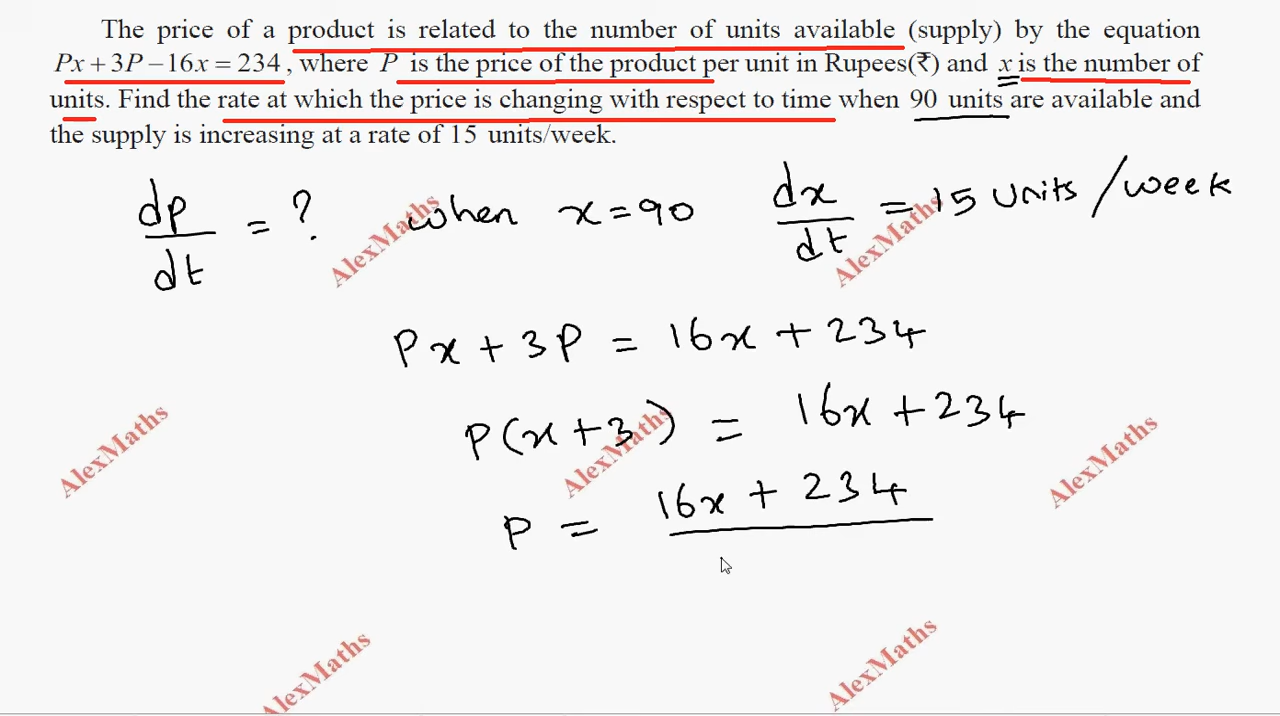 The price of a product is related to the number of units available (supply) by the equation
Px + 3P − 16x = 234, where P is the price of the product per unit in Rupees(₹) and x is the number of
units. Find the rate at which the price is changing with respect to time when 90 units are available and
the supply is increasing at a rate of 15 units/week.
dp/dt = ? when x = 90 dx/dt = 15 units/week
AlexMaths AlexMaths
Px + 3P = 16x + 234
P(x + 3) = 16x + 234
AlexMaths AlexMaths AlexMaths
P = 16x + 234
AlexMaths AlexMaths